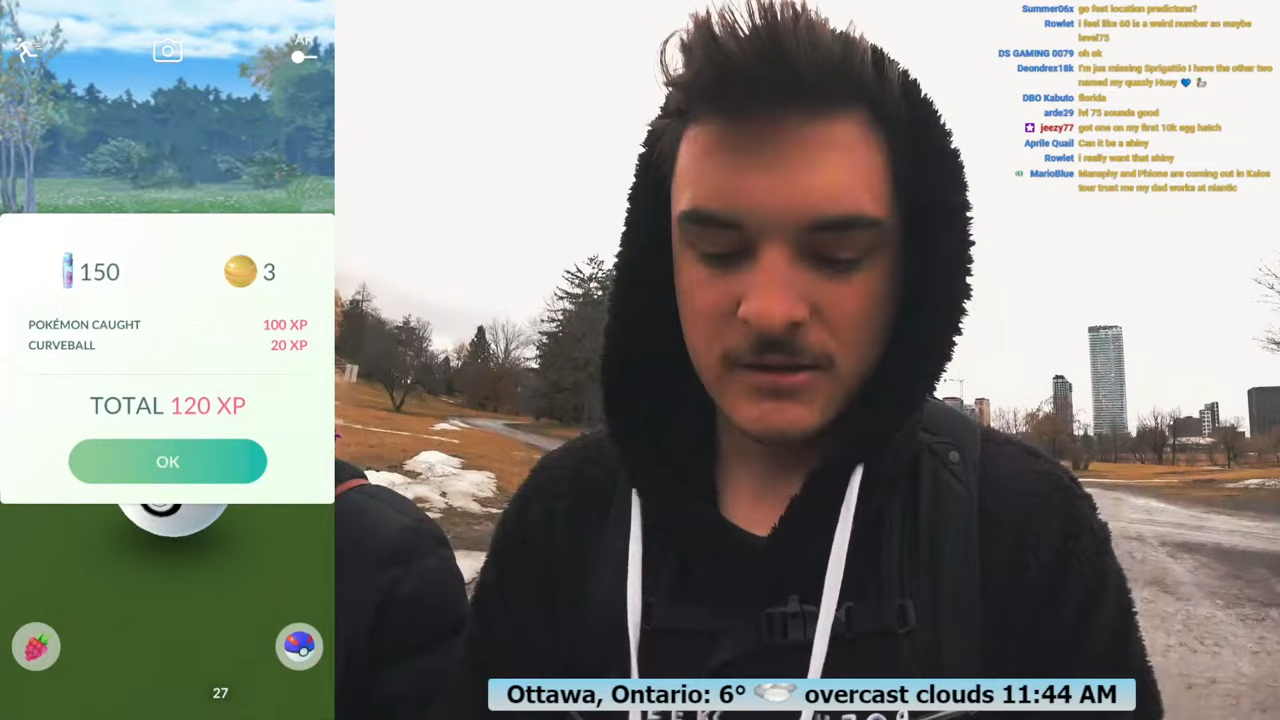 AR
150
3
POKÉMON CAUGHT 100 XP
CURVEBALL 20 XP
TOTAL 120 XP
OK
27
Summer06x go fest location predictons?
Rowlet i feel like 60 is a weird number so maybe
level75
DS GAMING 0079 oh ok
Deondrex18k I'm jus missing Sprigattio I have the other two
named my quaxly Huey 💙 🦆
DBO Kabuto florida
arde29 lvl 75 sounds good
jeezy77 got one on my first 10k egg hatch
Aprile Quail Can it be a shiny
Rowlet i really want that shiny
MarioBlue Manaphy and Phione are coming out in Kalos
tour trust me my dad works at niantic
Ottawa, Ontario: 6° overcast clouds 11:44 AM